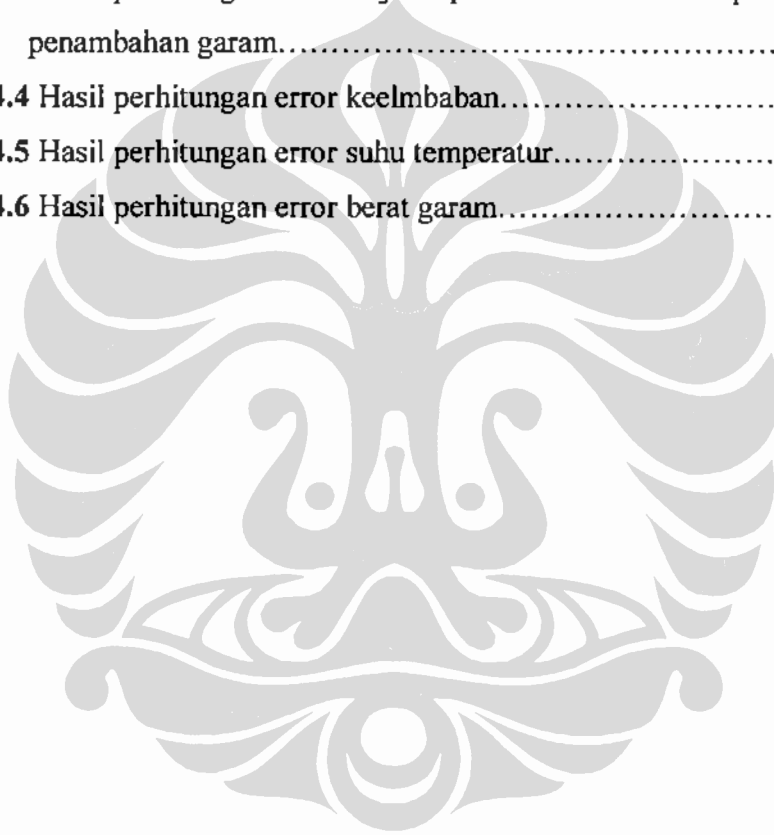 penambahan garam……………………………………
4.4 Hasil perhitungan error keelmbaban……………………
4.5 Hasil perhitungan error suhu temperatur………………
4.6 Hasil perhitungan error berat garam……………………